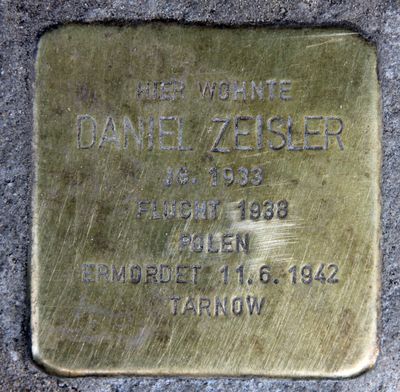 HIER WOHNTE
DANIEL ZEISLER
JG. 1933
FLUCHT 1938
POLEN
ERMORDET 11.6.1942
TARNOW